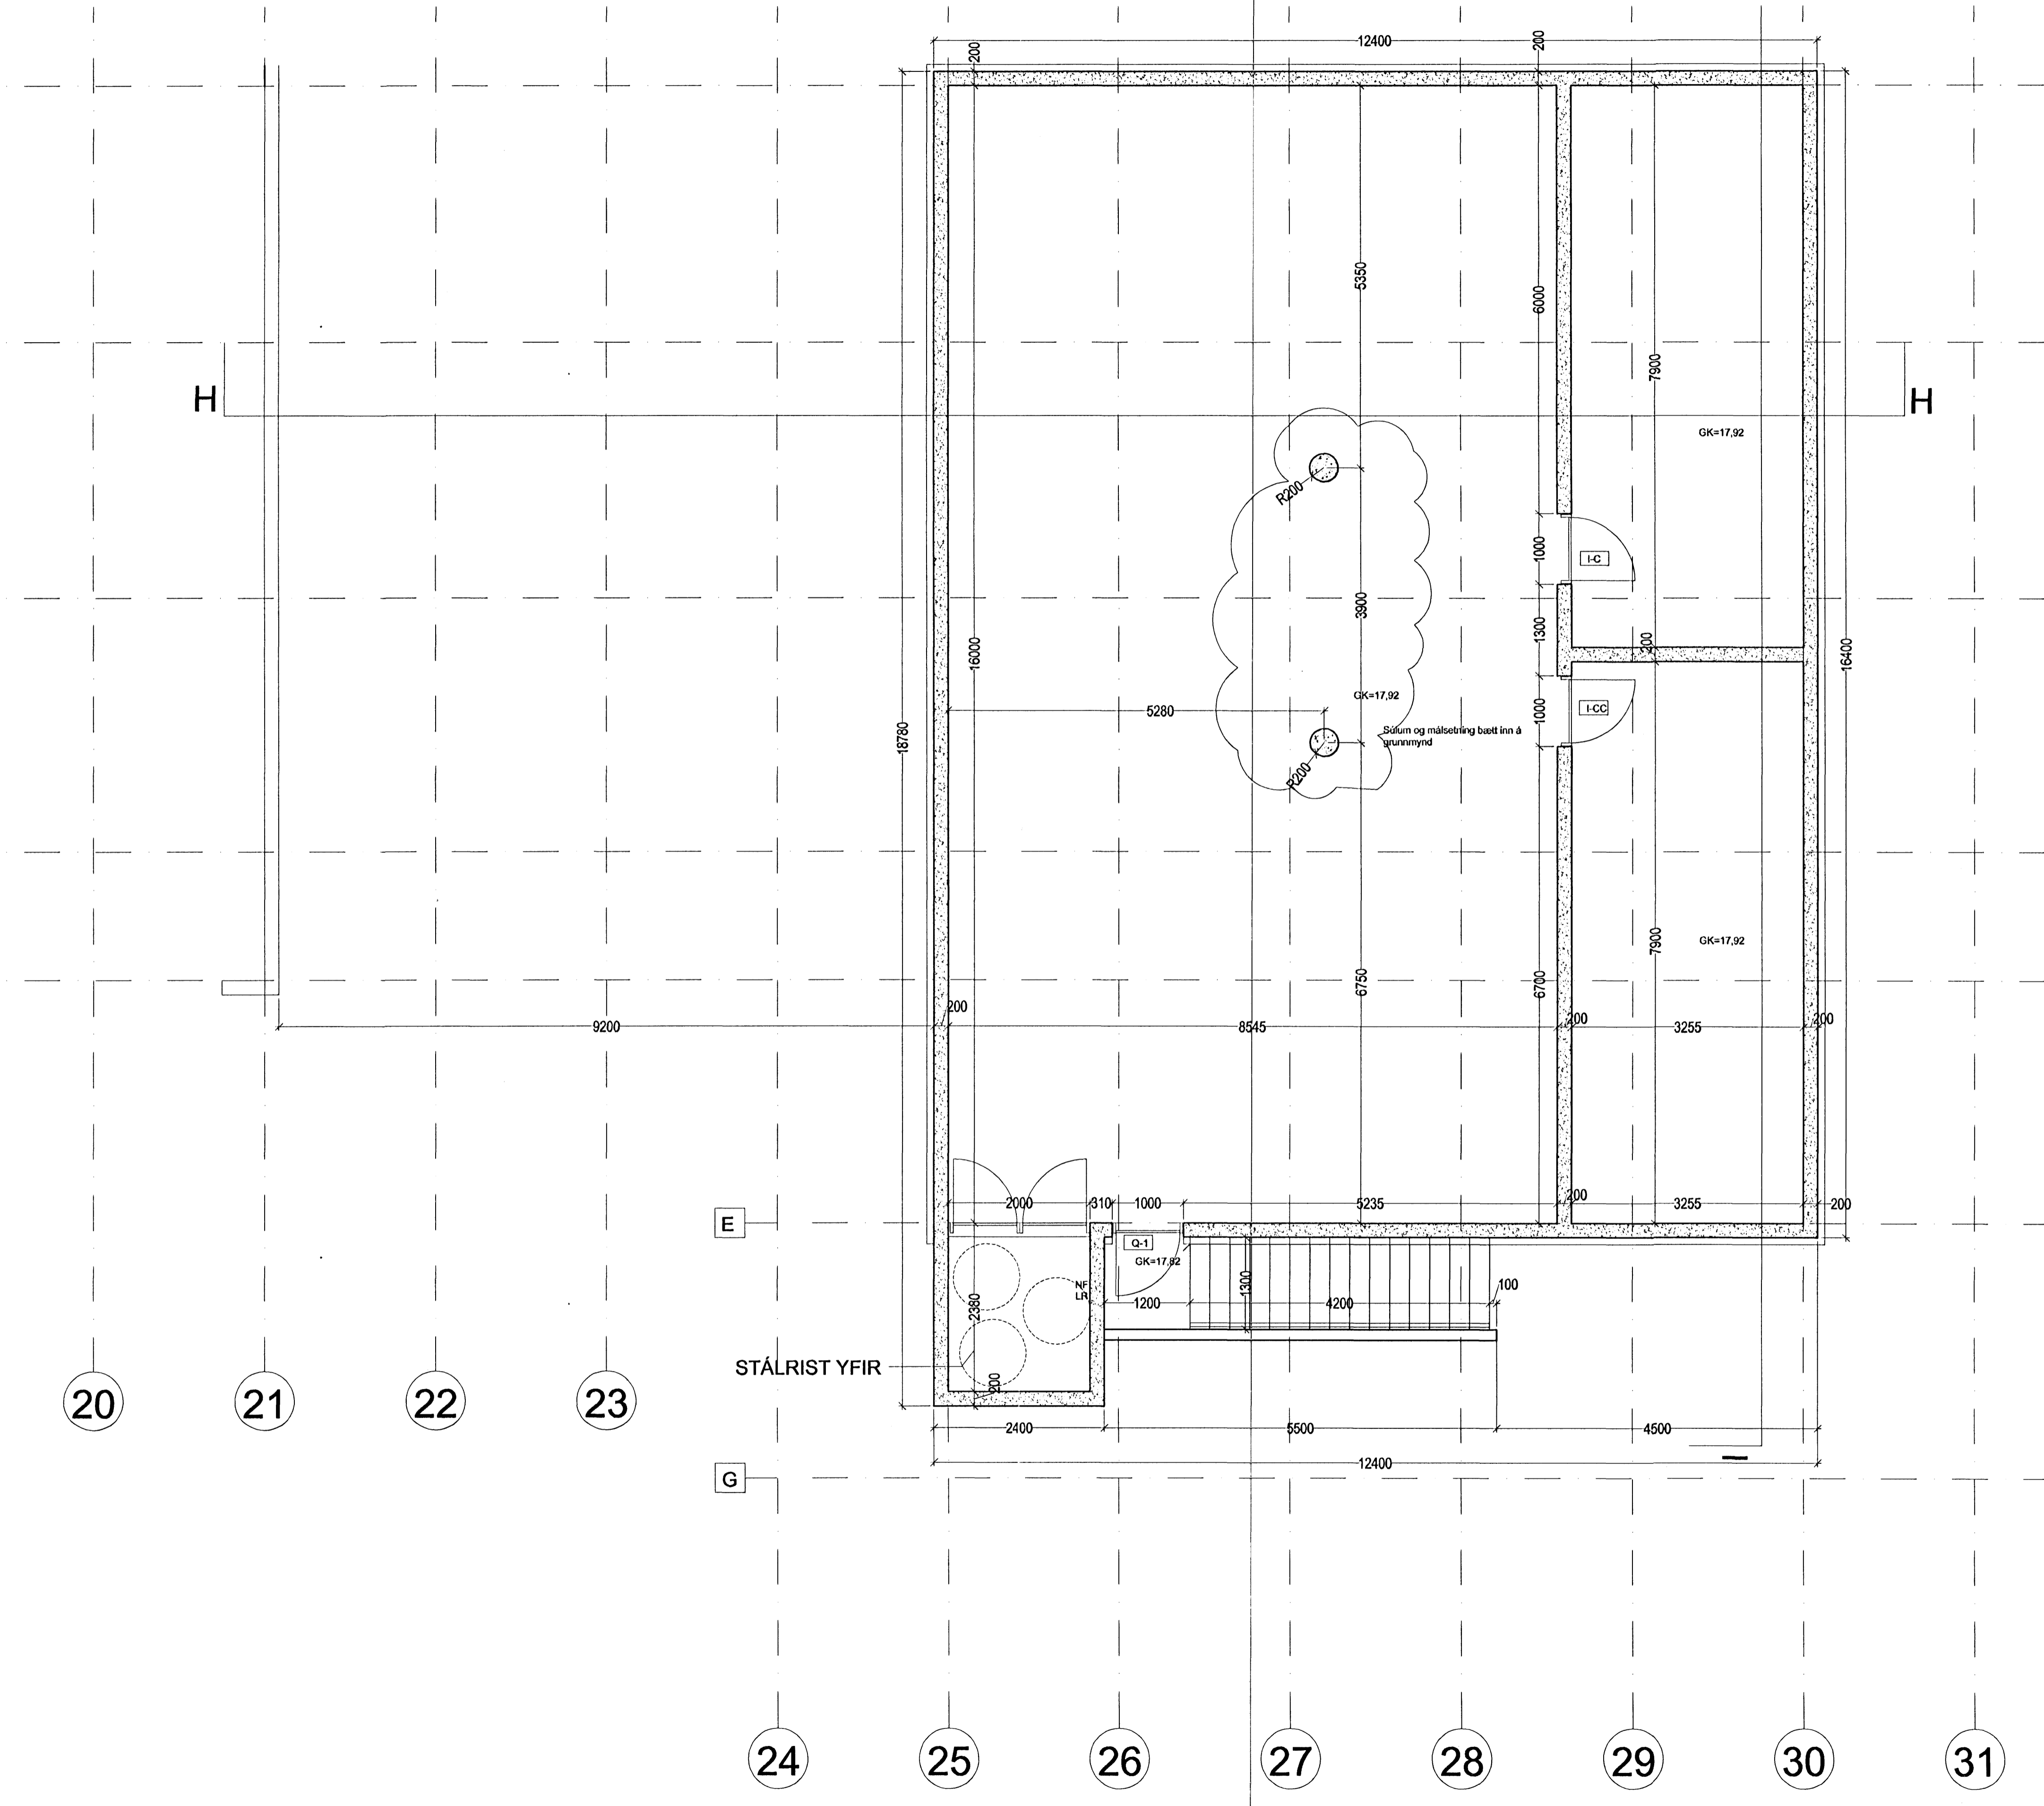 12400
200
200
5350
6000
7900
H
H
GK=17,92
R200
1000
I-C
3900
1300
200
16000
16400
GK=17,92
5280
1000
I-CC
18780
Súlum og málsetning bætt inn á
grunnmynd
R200
GK=17,92
7900
6750
6700
200
9200
8545
200
3255
200
2000
310
1000
5235
200
3255
200
E
Q-1
GK=17,82
NF
LR
1300
100
2380
1200
4200
STÁLRIST YFIR
200
20
21
22
23
2400
5500
4500
12400
G
24
25
26
27
28
29
30
31